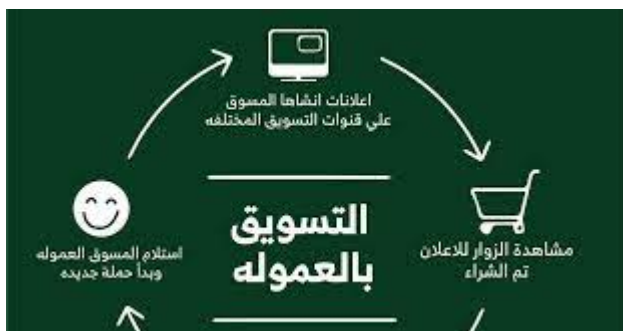 اعلانات انشاها المسوق
علي قنوات التسويق المختلفه
التسويق
بالعموله
مشاهدة الزوار للاعلان
تم الشراء
استلام المسوق العموله
وبدأ حملة جديده